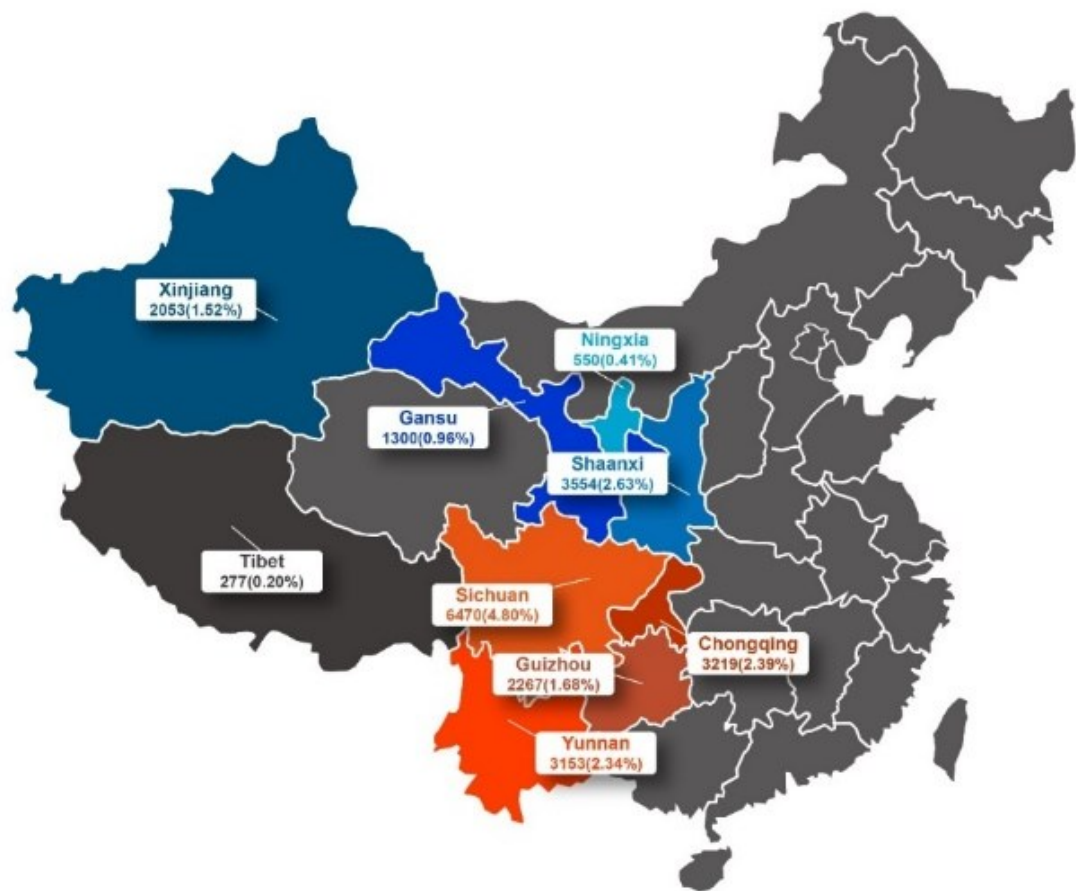 Xinjiang
2053(1.52%)
Ningxia
550(0.41%)
Gansu
1300(0.96%)
Shaanxi
3554(2.63%)
Tibet
277(0.20%)
Sichuan
6470(4.80%)
Chongqing
3219(2.39%)
Guizhou
2267(1.68%)
Yunnan
3153(2.34%)